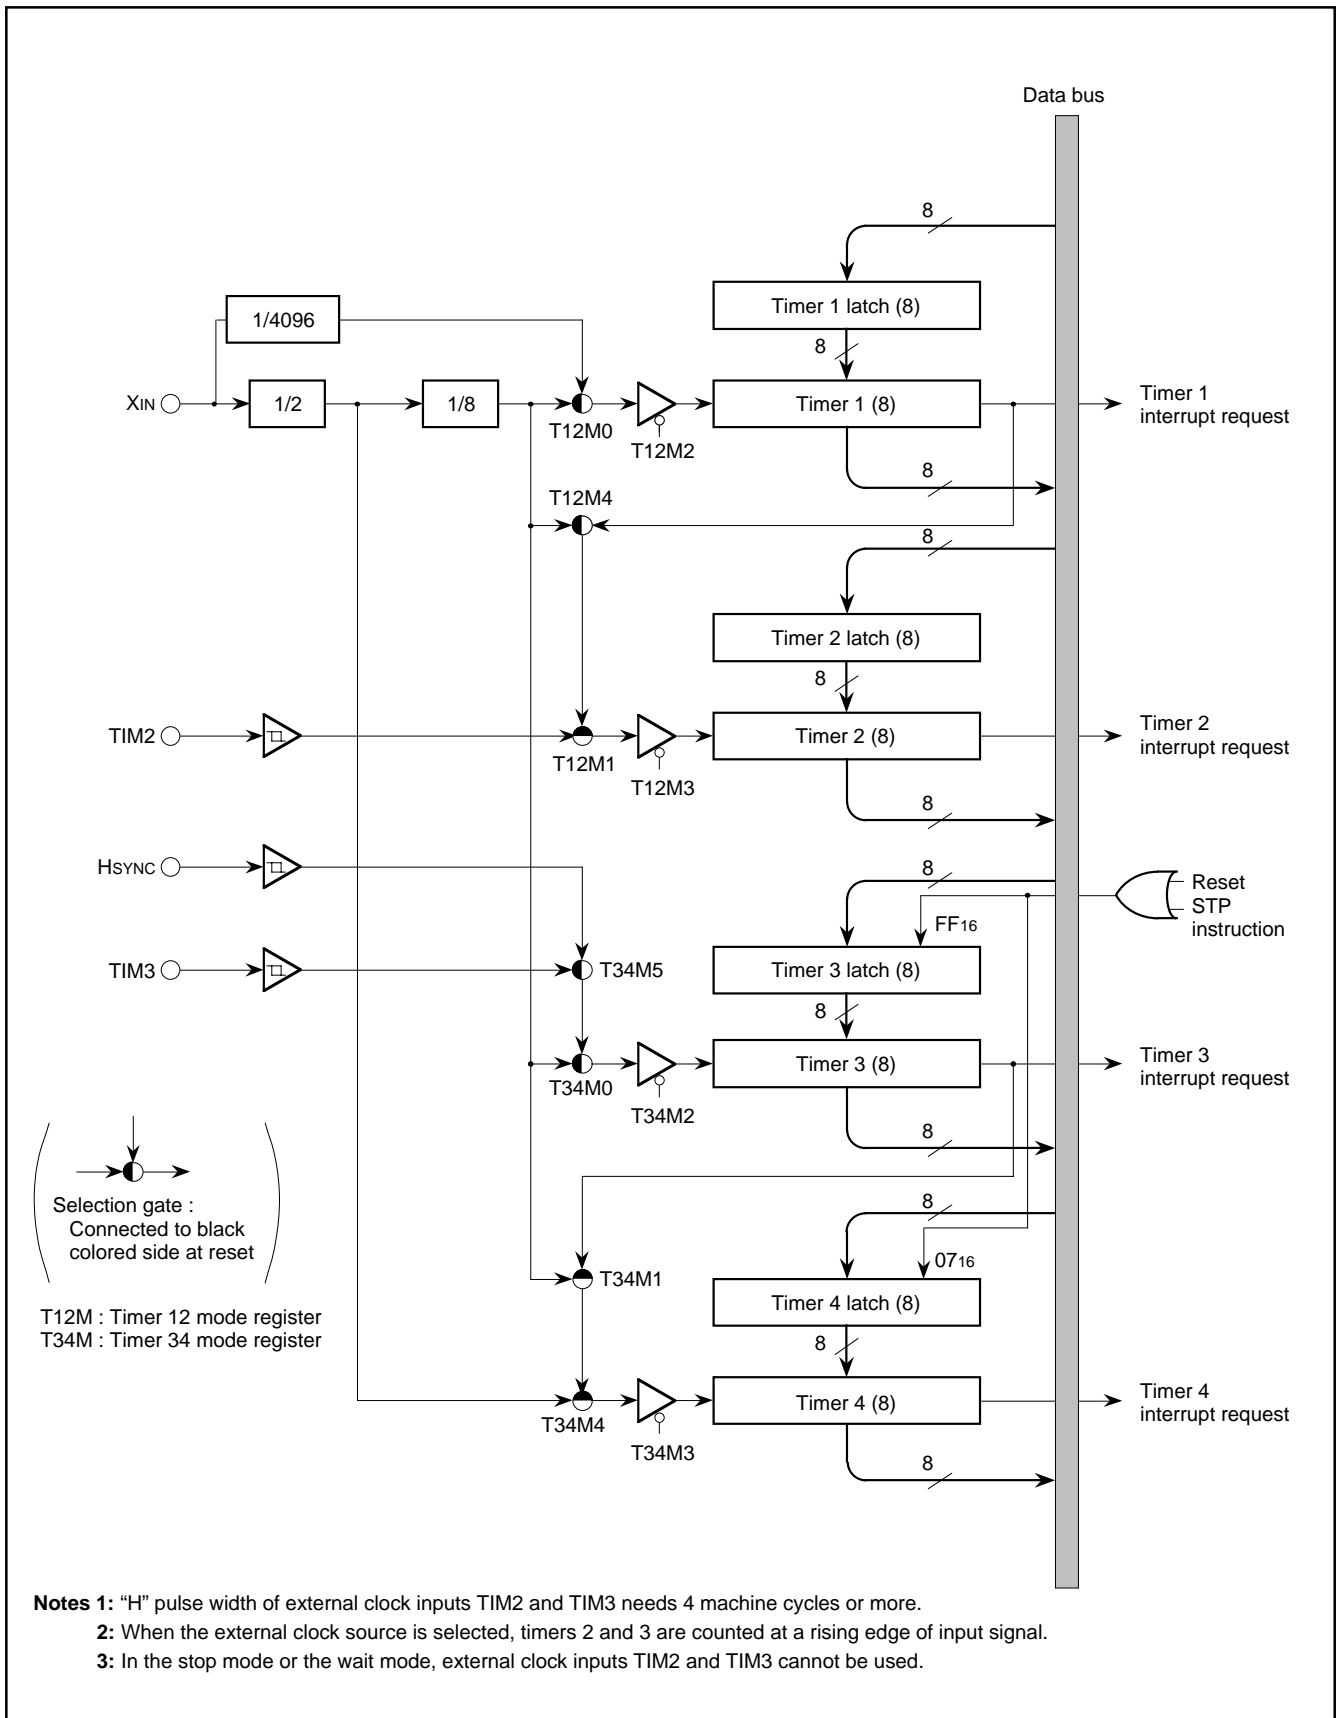 Data bus
8
Timer 1 latch (8)
1/4096
8
XIN
1/2
1/8
T12M0
T12M2
Timer 1 (8)
Timer 1
interrupt request
8
T12M4
8
Timer 2 latch (8)
8
TIM2
T12M1
T12M3
Timer 2 (8)
Timer 2
interrupt request
8
HSYNC
8
Reset
STP
instruction
FF16
TIM3
T34M5
Timer 3 latch (8)
8
T34M0
T34M2
Timer 3 (8)
Timer 3
interrupt request
8
Selection gate :
Connected to black
colored side at reset
8
0716
T34M1
Timer 4 latch (8)
T12M : Timer 12 mode register
T34M : Timer 34 mode register
8
T34M4
T34M3
Timer 4 (8)
Timer 4
interrupt request
8
Notes 1: “H” pulse width of external clock inputs TIM2 and TIM3 needs 4 machine cycles or more.
2: When the external clock source is selected, timers 2 and 3 are counted at a rising edge of input signal.
3: In the stop mode or the wait mode, external clock inputs TIM2 and TIM3 cannot be used.